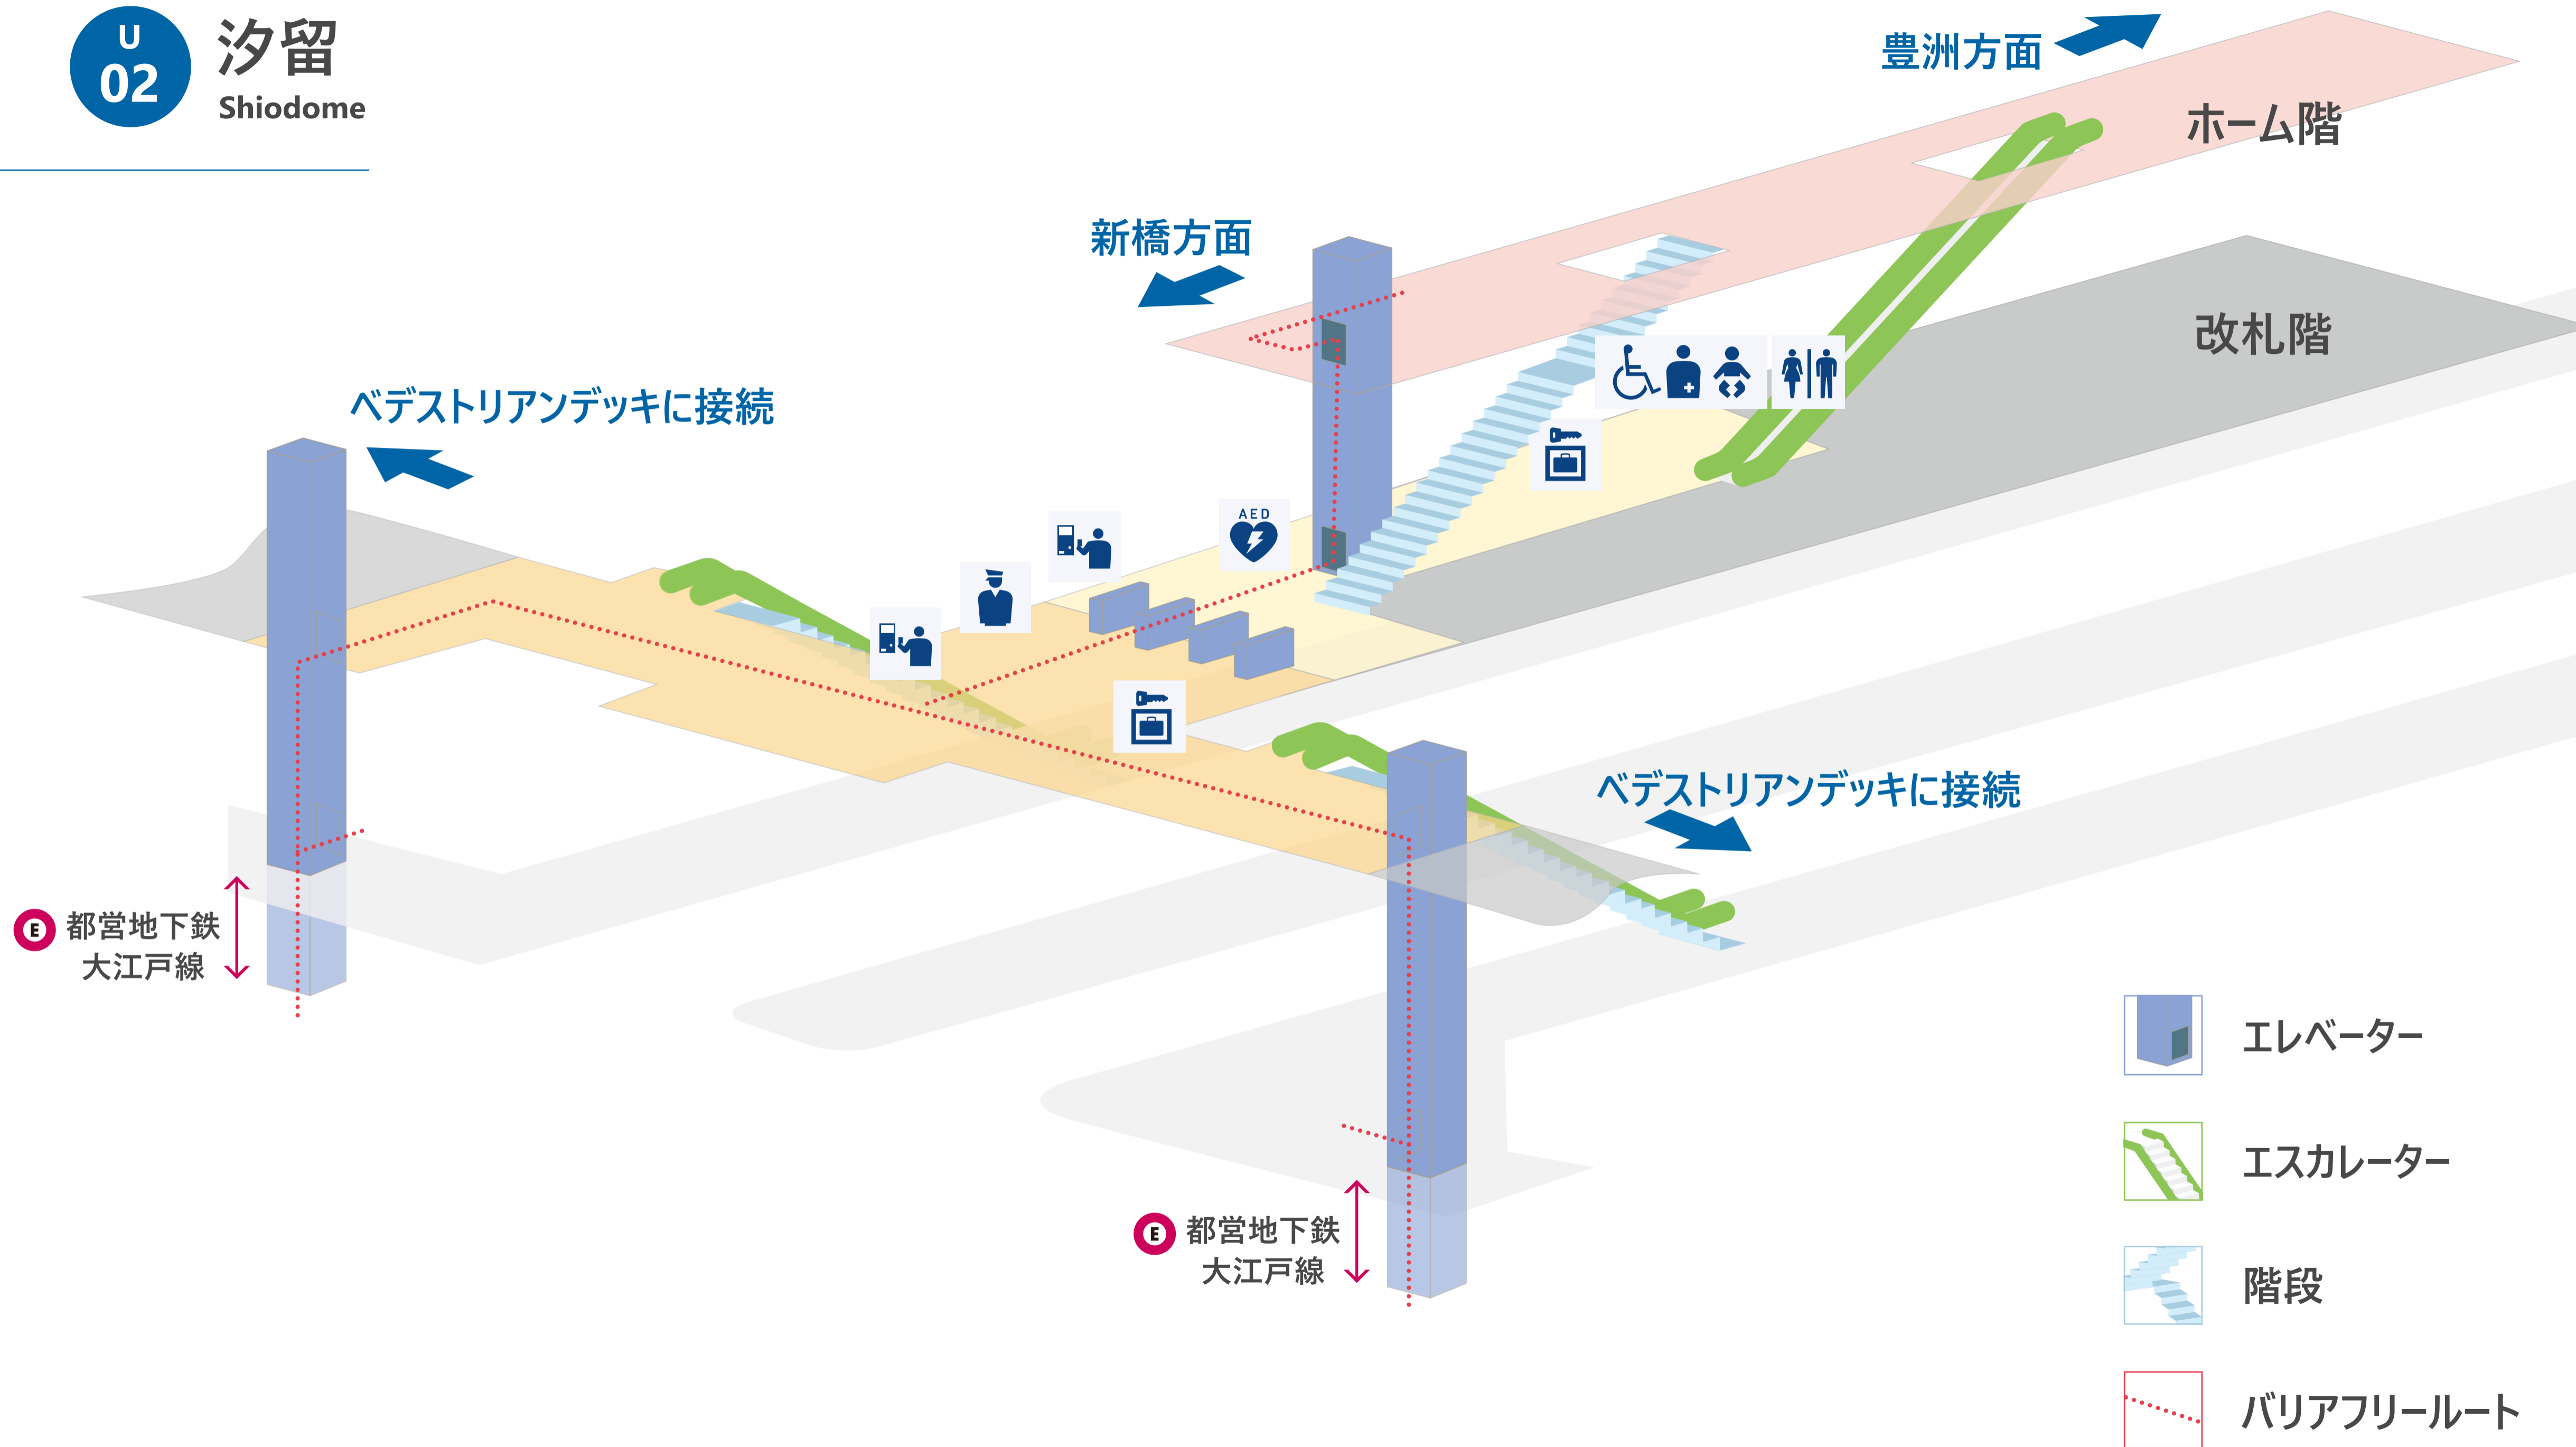 U
02
汐留
Shiodome
豊洲方面
ホーム階
新橋方面
改札階
ペデストリアンデッキに接続
AED
ペデストリアンデッキに接続
E 都営地下鉄
大江戸線
E 都営地下鉄
大江戸線
エレベーター
エスカレーター
階段
バリアフリールート